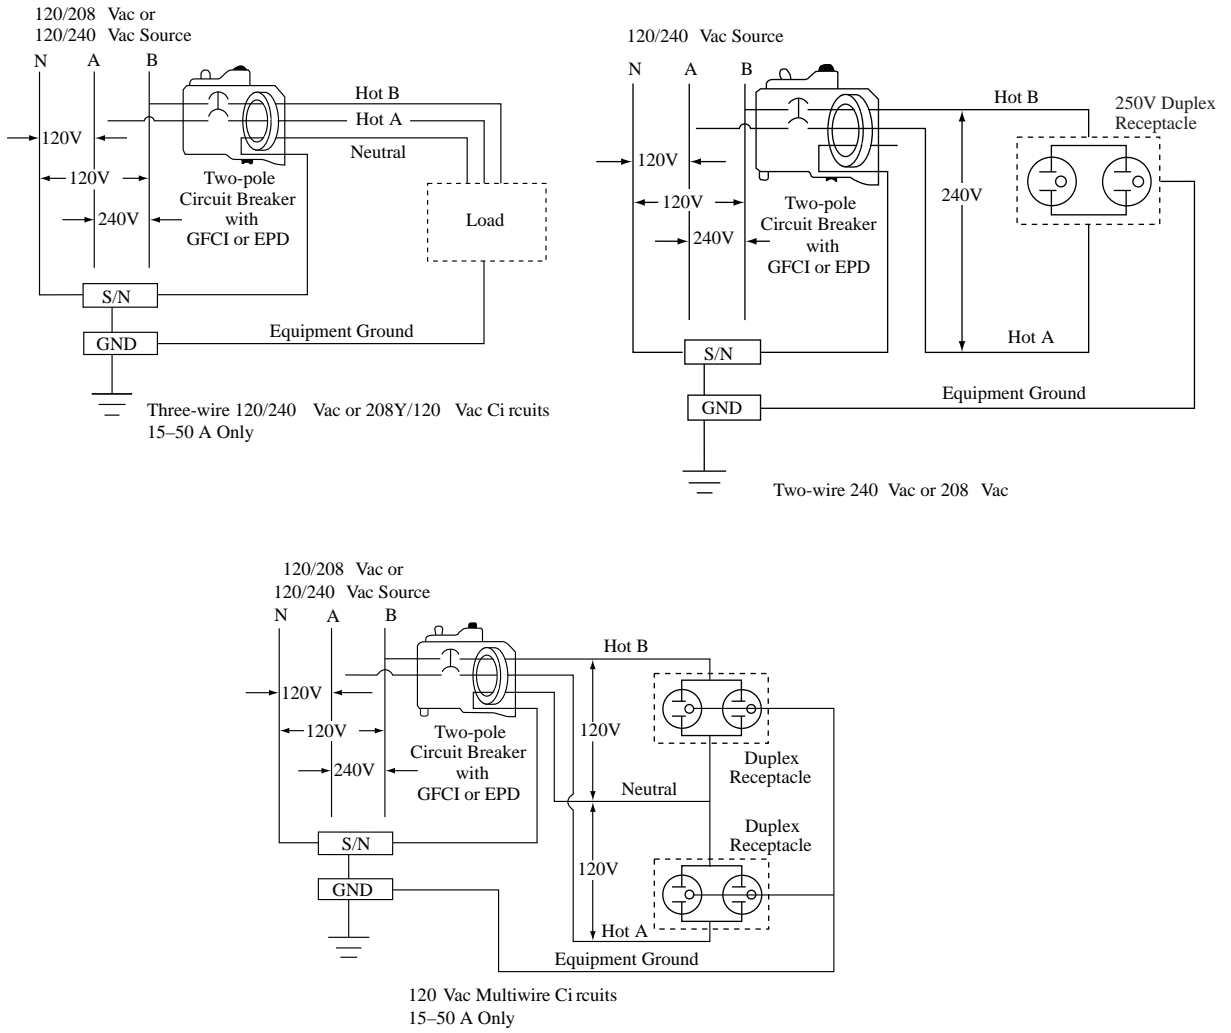 120/208 Vac or
120/240 Vac Source
N A B
Hot B
Hot A
Neutral
120V
120V
240V
Two-pole
Circuit Breaker
with
GFCI or EPD
Load
S/N
GND
Equipment Ground
Three-wire 120/240 Vac or 208Y/120 Vac Circuits
15–50 A Only
120/240 Vac Source
N A B
Hot B
250V Duplex
Receptacle
120V
120V
240V
240V
Two-pole
Circuit Breaker
with
GFCI or EPD
Hot A
S/N
Equipment Ground
GND
Two-wire 240 Vac or 208 Vac
120/208 Vac or
120/240 Vac Source
N A B
Hot B
120V
120V
240V
Two-pole
Circuit Breaker
with
GFCI or EPD
120V
Duplex
Receptacle
Neutral
Duplex
Receptacle
S/N
120V
GND
Hot A
Equipment Ground
120 Vac Multiwire Circuits
15–50 A Only